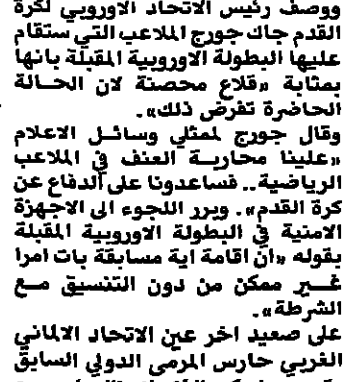 ووصف رئيس الاتحاد الاوروبي لكرة
القدم جاك جورج الملاعب التي ستقام
عليها البطولة الاوروبية المقبلة بانها
بمثابة «قلاع محصنة لان الحالة
الحاضرة تفرض ذلك».
وقال جورج لممثلي وسائل الاعلام
«علينا محاربة العنف في الملاعب
الرياضية.. فساعدونا على الدفاع عن
كرة القدم». ويرر اللجوء الى الاجهزة
الامنية في البطولة الاوروبية المقبلة
بقوله «ان اقامة اية مسابقة بات امرا
غير ممكن من دون التنسيق مع
الشرطة».
على صعيد اخر عين الاتحاد الالماني
الغربي حارس المرمى الدولي السابق